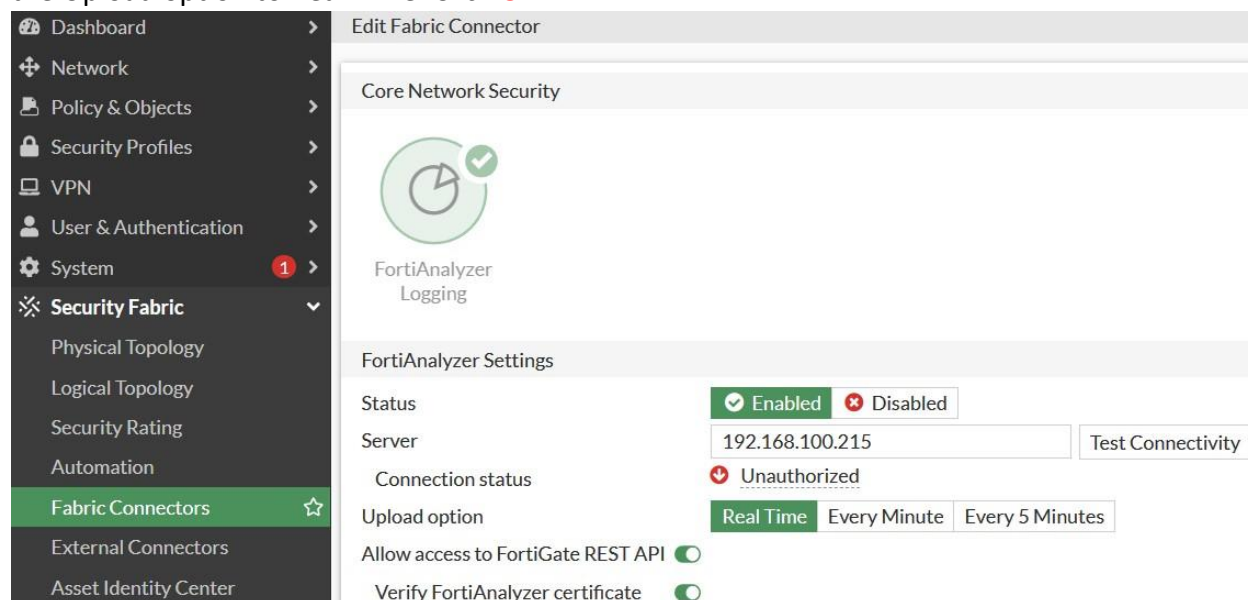 Dashboard
Network
Policy & Objects
Security Profiles
VPN
User & Authentication
System 1
Security Fabric
Physical Topology
Logical Topology
Security Rating
Automation
Fabric Connectors
External Connectors
Asset Identity Center
Edit Fabric Connector
Core Network Security
FortiAnalyzer
Logging
FortiAnalyzer Settings
Status Enabled Disabled
Server 192.168.100.215 Test Connectivity
Connection status Unauthorized
Upload option Real Time Every Minute Every 5 Minutes
Allow access to FortiGate REST API
Verify FortiAnalyzer certificate